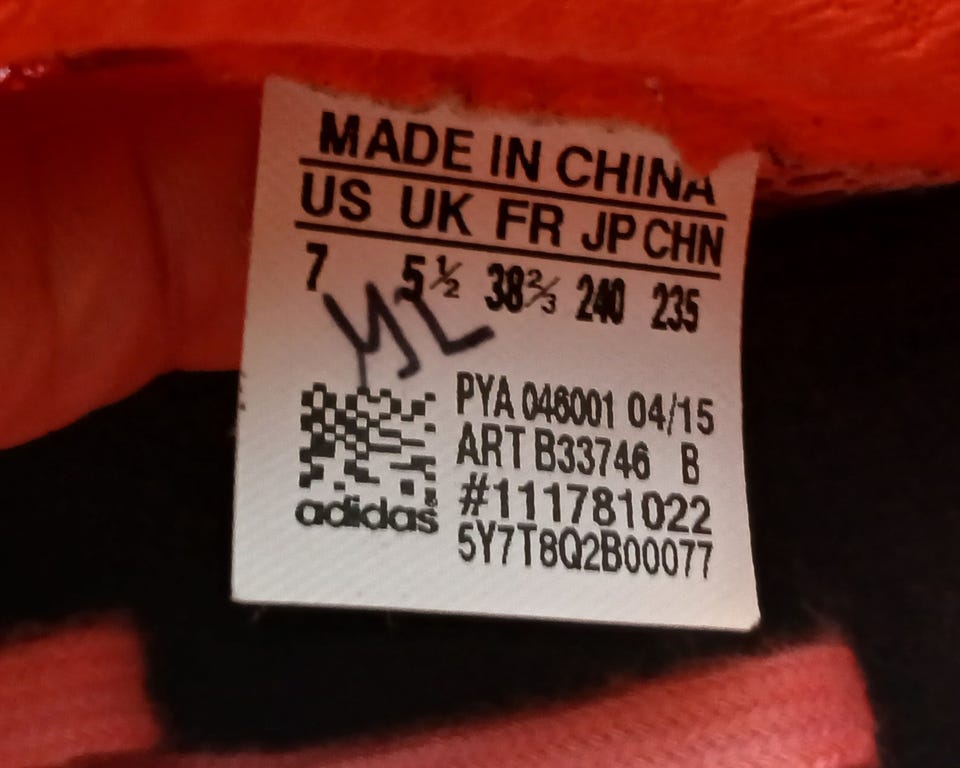 MADE IN CHINA
US UK FR JP CHN
7 5½ 38⅔ 240 235
PYA 046001 04/15
ART B33746 B
#111781022
adidas
5Y7T8Q2B00077